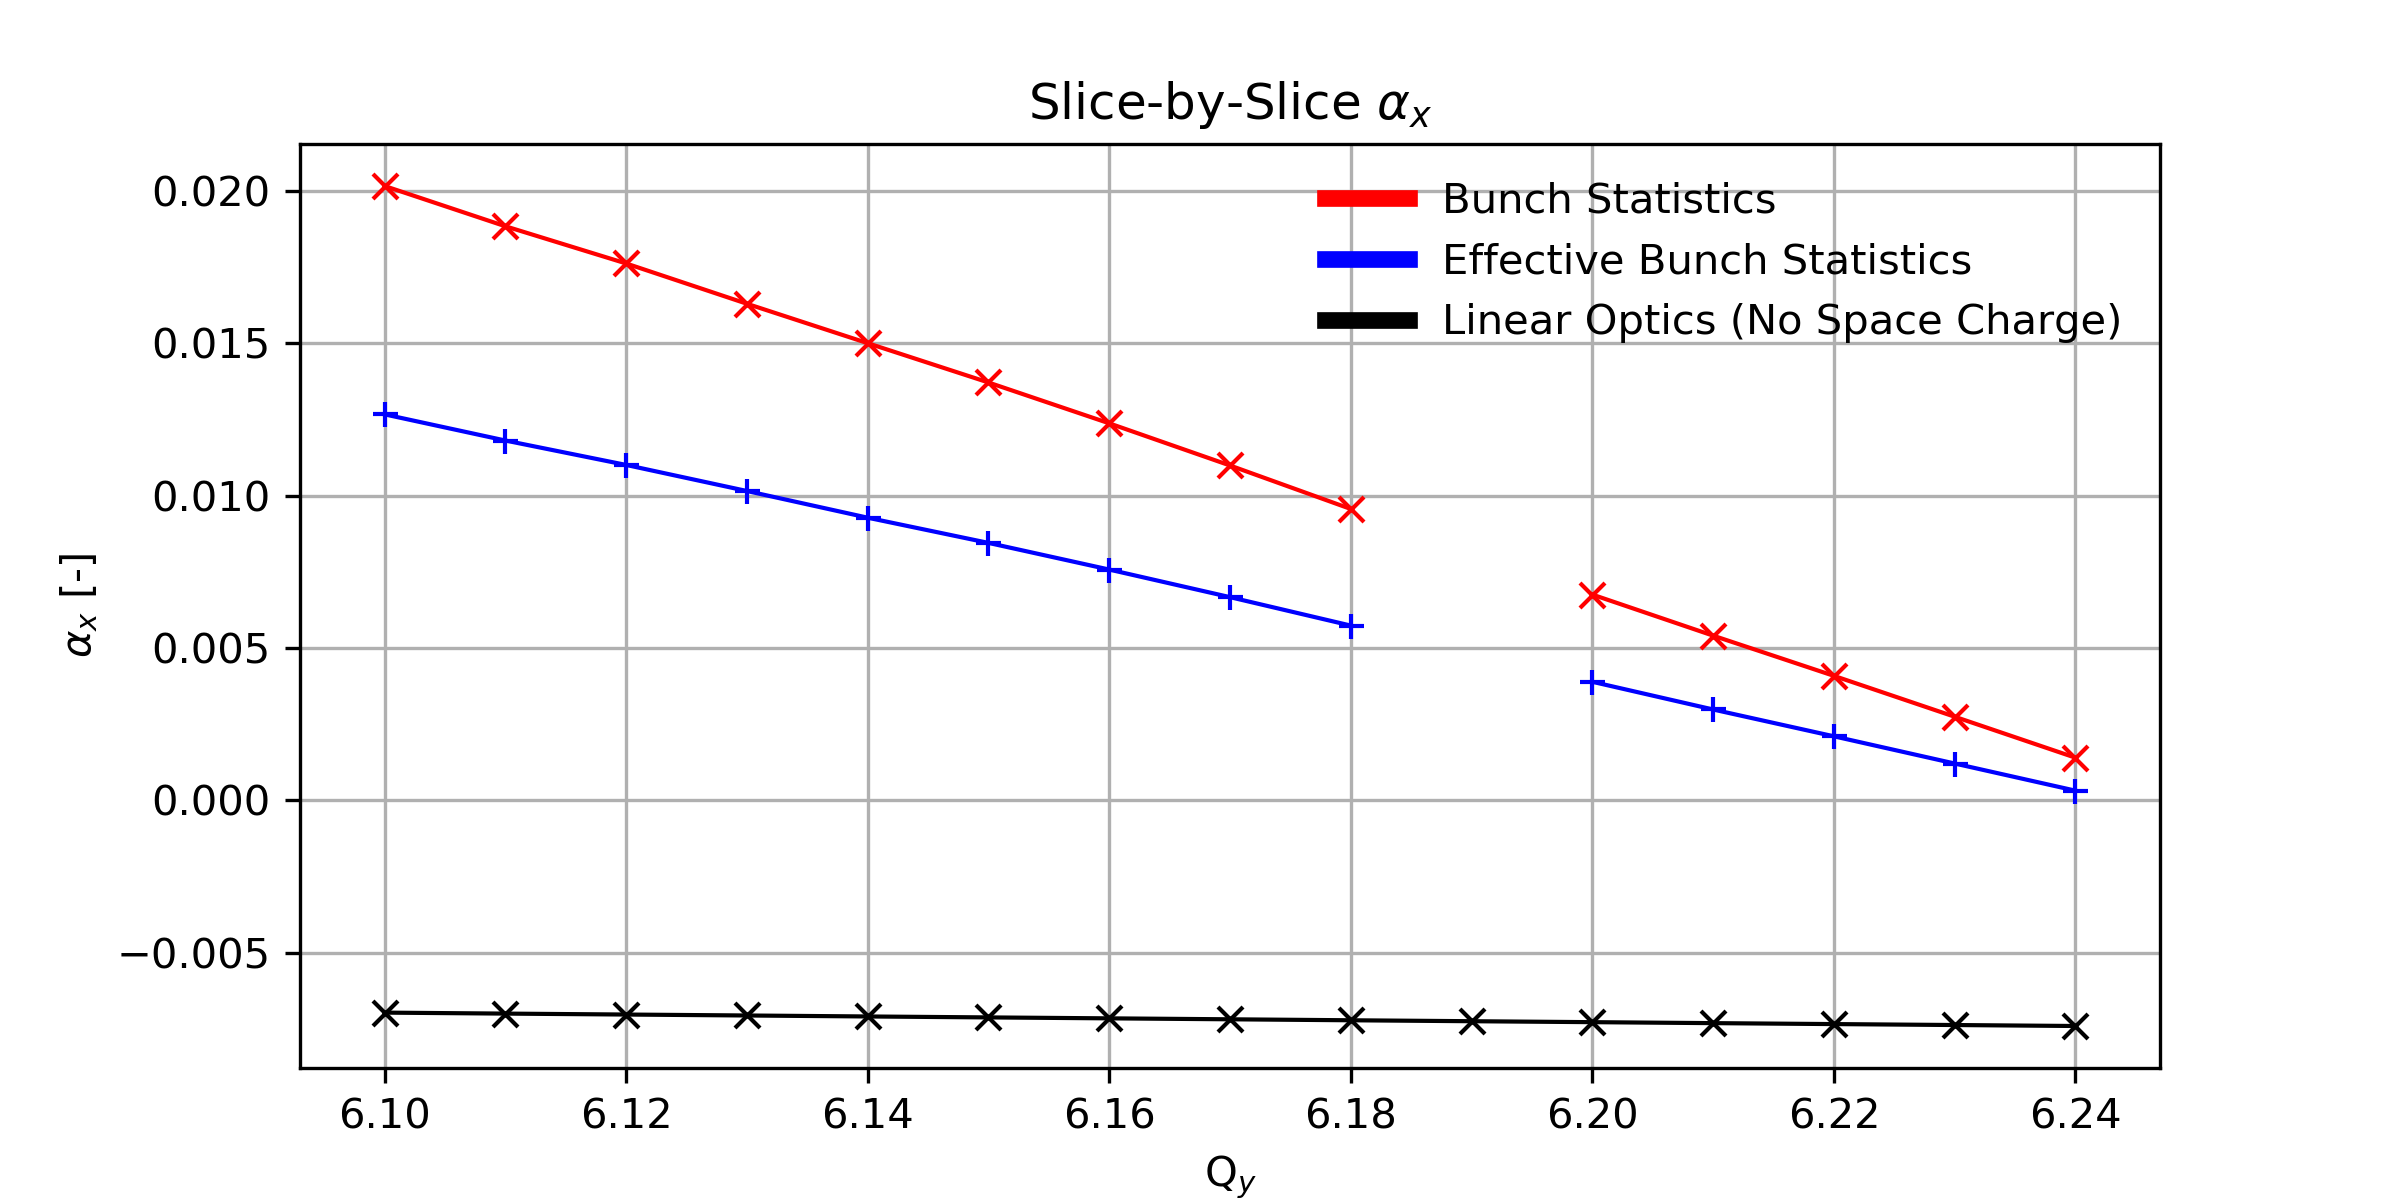 Slice-by-Slice αₓ
Bunch Statistics
Effective Bunch Statistics
Linear Optics (No Space Charge)
αₓ [-]
0.020
0.015
0.010
0.005
0.000
−0.005
6.10 6.12 6.14 6.16 6.18 6.20 6.22 6.24
Q_y